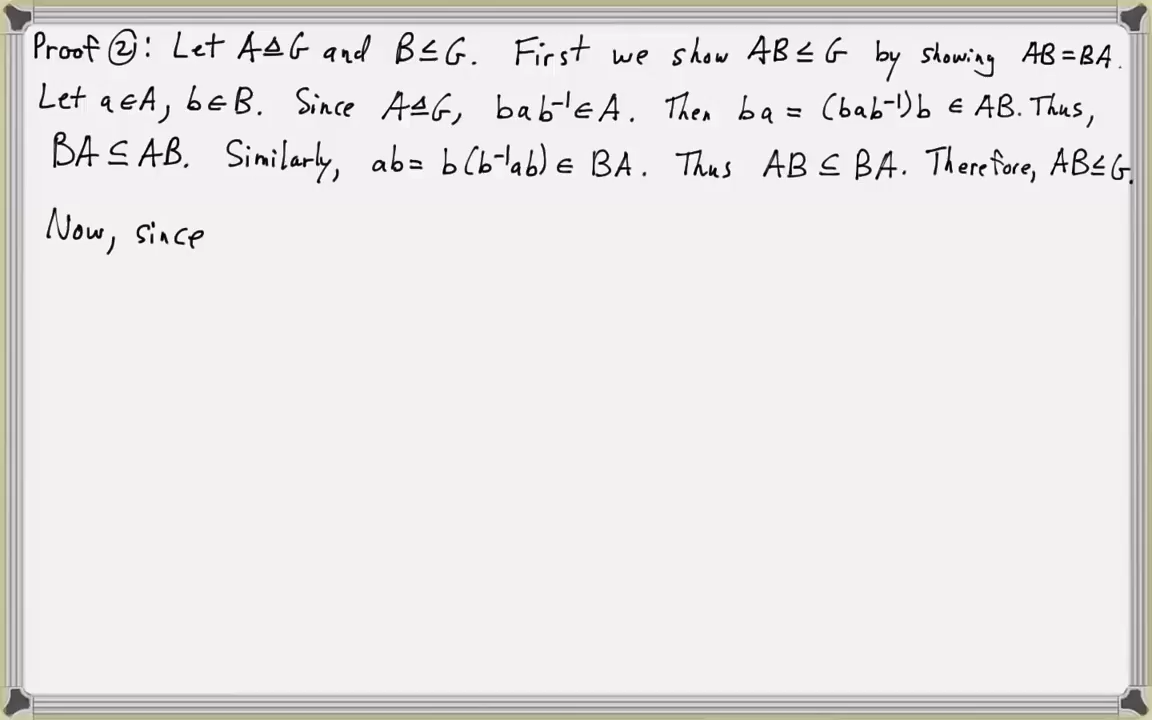 Proof ②: Let A⊴G and B≤G. First we show AB≤G by showing AB=BA.
Let a∈A, b∈B. Since A⊴G, bab⁻¹∈A. Then ba = (bab⁻¹)b ∈ AB. Thus,
BA⊆AB. Similarly, ab= b(b⁻¹ab)∈ BA. Thus AB ⊆ BA. Therefore, AB≤G.
Now, since